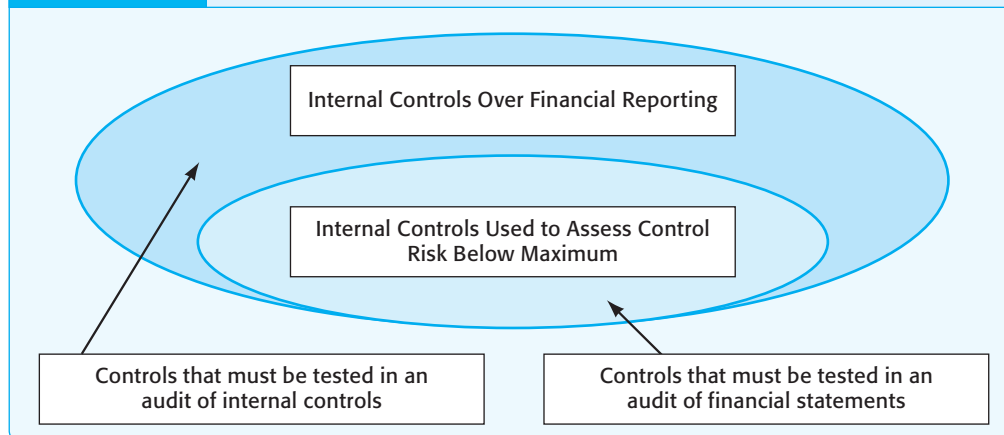 Internal Controls Over Financial Reporting
Internal Controls Used to Assess Control
Risk Below Maximum
Controls that must be tested in an
audit of internal controls
Controls that must be tested in an
audit of financial statements